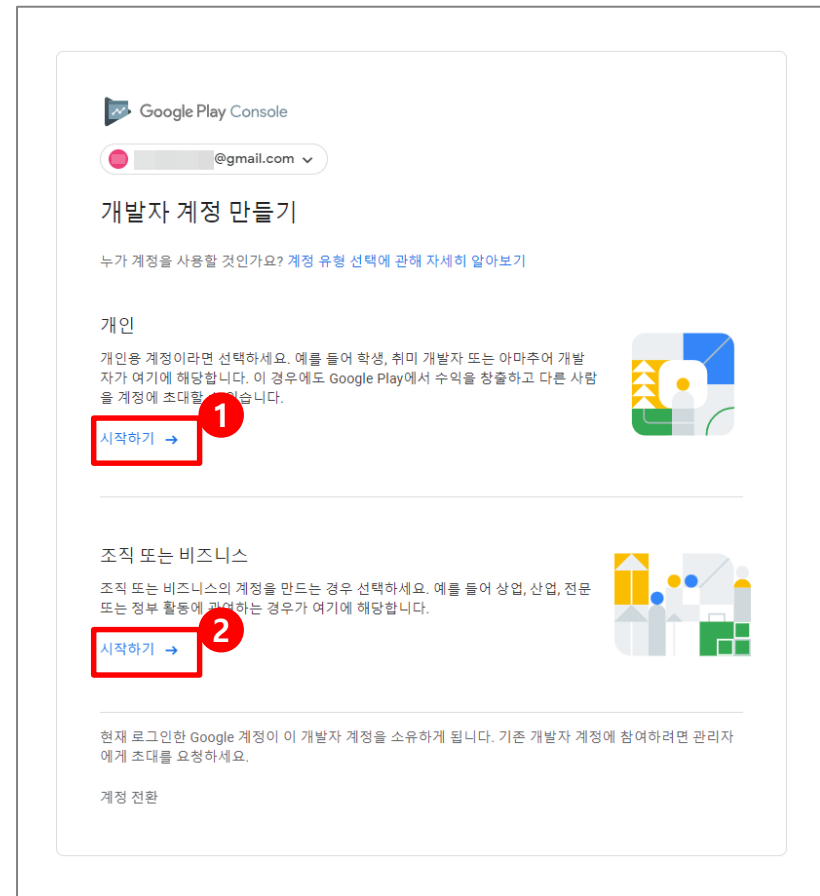 Google Play Console
@gmail.com
개발자 계정 만들기
누가 계정을 사용할 것인가요? 계정 유형 선택에 관해 자세히 알아보기
개인
개인용 계정이라면 선택하세요. 예를 들어 학생, 취미 개발자 또는 아마추어 개발
자가 여기에 해당합니다. 이 경우에도 Google Play에서 수익을 창출하고 다른 사람
을 계정에 초대할
1
시작하기 →
조직 또는 비즈니스
조직 또는 비즈니스의 계정을 만드는 경우 선택하세요. 예를 들어 상업, 산업, 전문
또는 정부 활동에 관여하는 경우가 여기에 해당합니다.
2
시작하기 →
현재 로그인한 Google 계정이 이 개발자 계정을 소유하게 됩니다. 기존 개발자 계정에 참여하려면 관리자
에게 초대를 요청하세요.
계정 전환